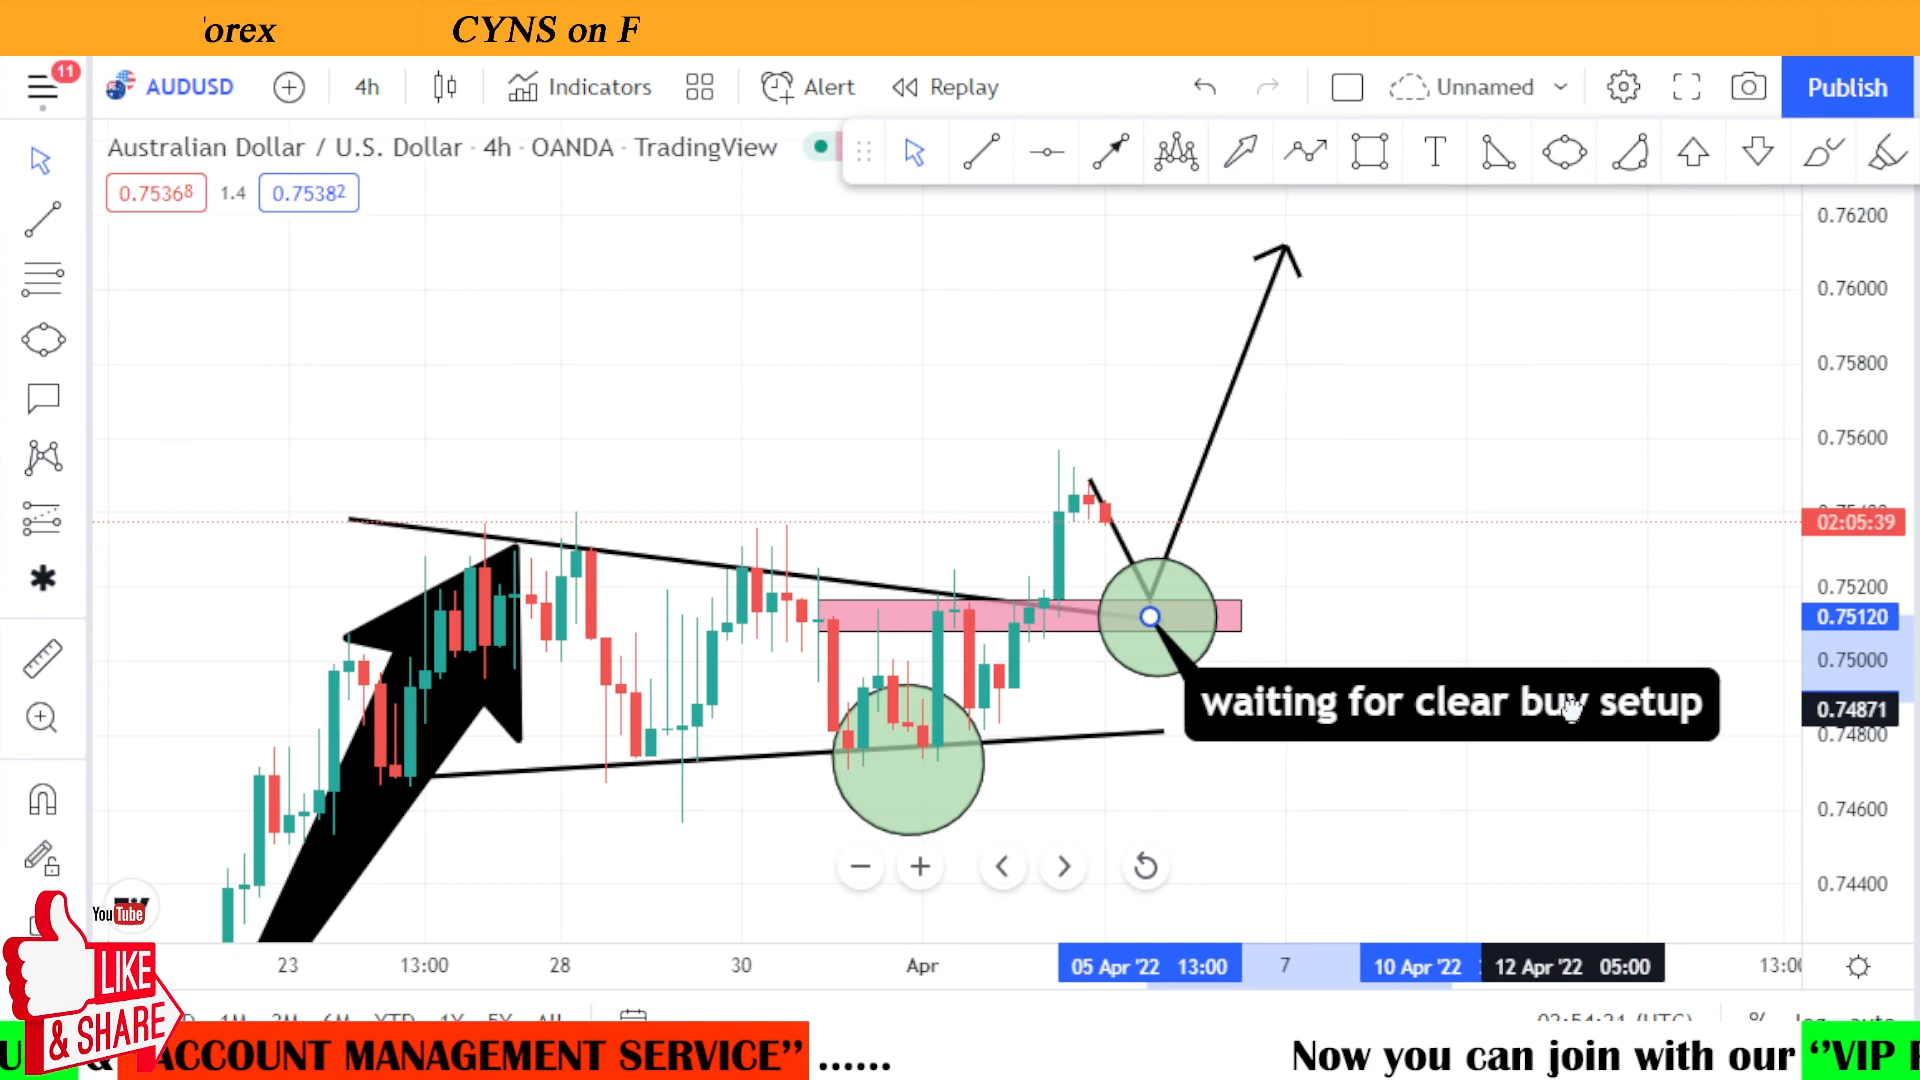 orex CYNS on F
11 AUDUSD 4h Indicators Alert Replay Unnamed Publish
Australian Dollar / U.S. Dollar · 4h · OANDA · TradingView
0.75368 1.4 0.75382
0.76200
0.76000
0.75800
0.75600
02:05:39
0.75200
0.75120
0.75000
waiting for clear buy setup
0.74871
0.74800
0.74600
0.74400
YouTube
23 13:00 28 30 Apr 05 Apr '22 13:00 7 10 Apr '22 12 Apr '22 05:00 13:00
LIKE
& SHARE
& ACCOUNT MANAGEMENT SERVICE’’ ...... Now you can join with our ‘’VIP